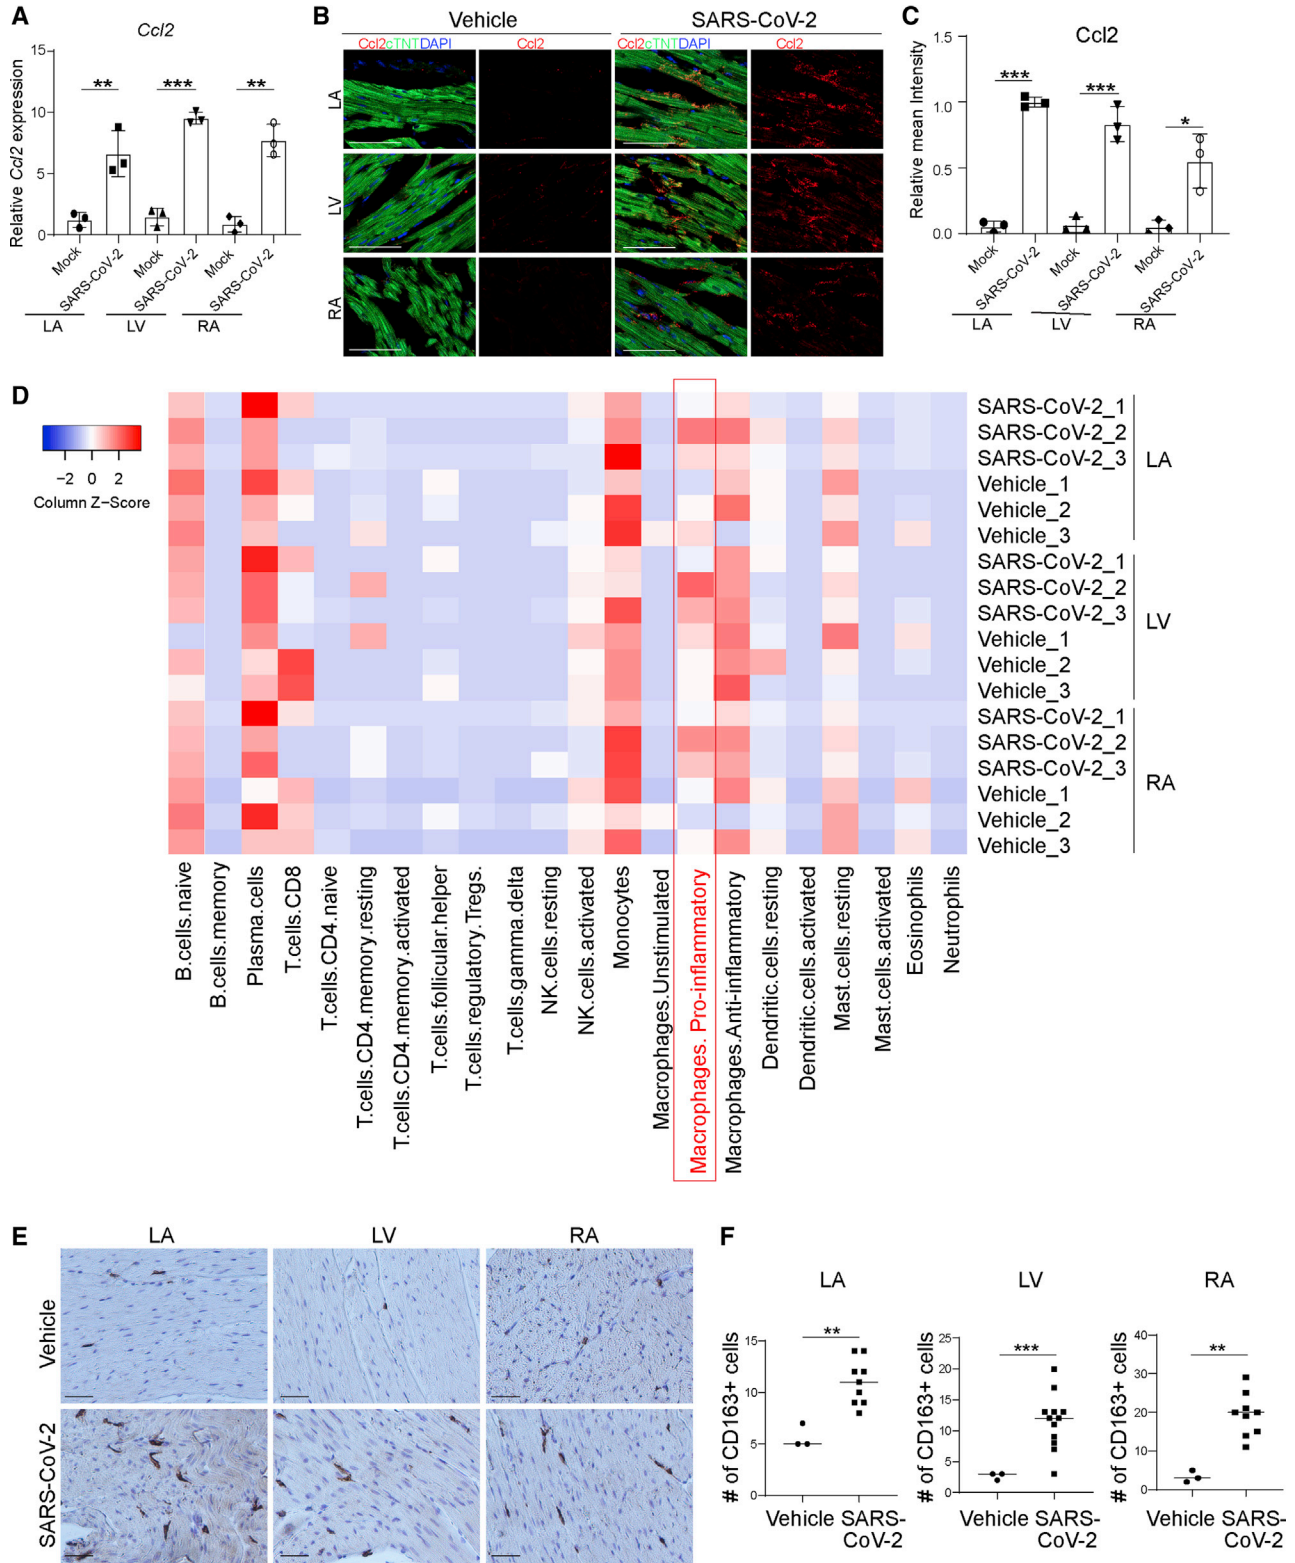 A
Ccl2
Relative Ccl2 expression
15
10
5
0
**
***
**
Mock
SARS-CoV-2
Mock
SARS-CoV-2
Mock
SARS-CoV-2
LA
LV
RA
B
Vehicle
SARS-CoV-2
Ccl2cTNTDAPI
Ccl2
Ccl2cTNTDAPI
Ccl2
LA
LV
RA
C
Ccl2
Relative mean Intensity
1.5
1.0
0.5
0.0
***
***
*
Mock
SARS-CoV-2
Mock
SARS-CoV-2
Mock
SARS-CoV-2
LA
LV
RA
D
−2 0 2
Column Z−Score
SARS-CoV-2_1
SARS-CoV-2_2
SARS-CoV-2_3
Vehicle_1
Vehicle_2
Vehicle_3
LA
SARS-CoV-2_1
SARS-CoV-2_2
SARS-CoV-2_3
Vehicle_1
Vehicle_2
Vehicle_3
LV
SARS-CoV-2_1
SARS-CoV-2_2
SARS-CoV-2_3
Vehicle_1
Vehicle_2
Vehicle_3
RA
B.cells.naive
B.cells.memory
Plasma.cells
T.cells.CD8
T.cells.CD4.naive
T.cells.CD4.memory.resting
T.cells.CD4.memory.activated
T.cells.follicular.helper
T.cells.regulatory.Tregs.
T.cells.gamma.delta
NK.cells.resting
NK.cells.activated
Monocytes
Macrophages.Unstimulated
Macrophages. Pro-inflammatory
Macrophages.Anti-inflammatory
Dendritic.cells.resting
Dendritic.cells.activated
Mast.cells.resting
Mast.cells.activated
Eosinophils
Neutrophils
E
LA
LV
RA
Vehicle
SARS-CoV-2
F
LA
# of CD163+ cells
15
10
5
0
**
Vehicle SARS-
CoV-2
LV
# of CD163+ cells
25
20
15
10
5
0
***
Vehicle SARS-
CoV-2
RA
# of CD163+ cells
40
30
20
10
0
**
Vehicle SARS-
CoV-2